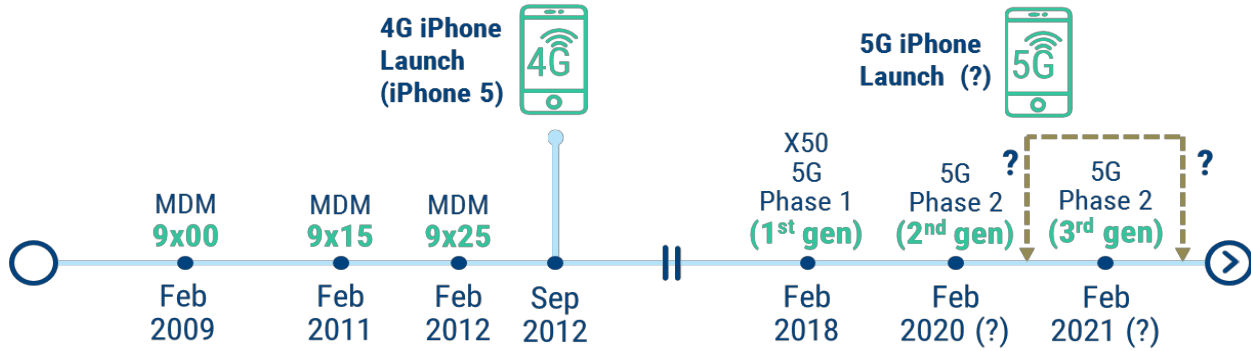 4G iPhone
Launch
(iPhone 5)
4G
5G iPhone
Launch (?)
5G
MDM
9x00
MDM
9x15
MDM
9x25
X50
5G
Phase 1
(1st gen)
5G
Phase 2
(2nd gen)
?
5G
Phase 2
(3rd gen)
?
Feb
2009
Feb
2011
Feb
2012
Sep
2012
Feb
2018
Feb
2020 (?)
Feb
2021 (?)